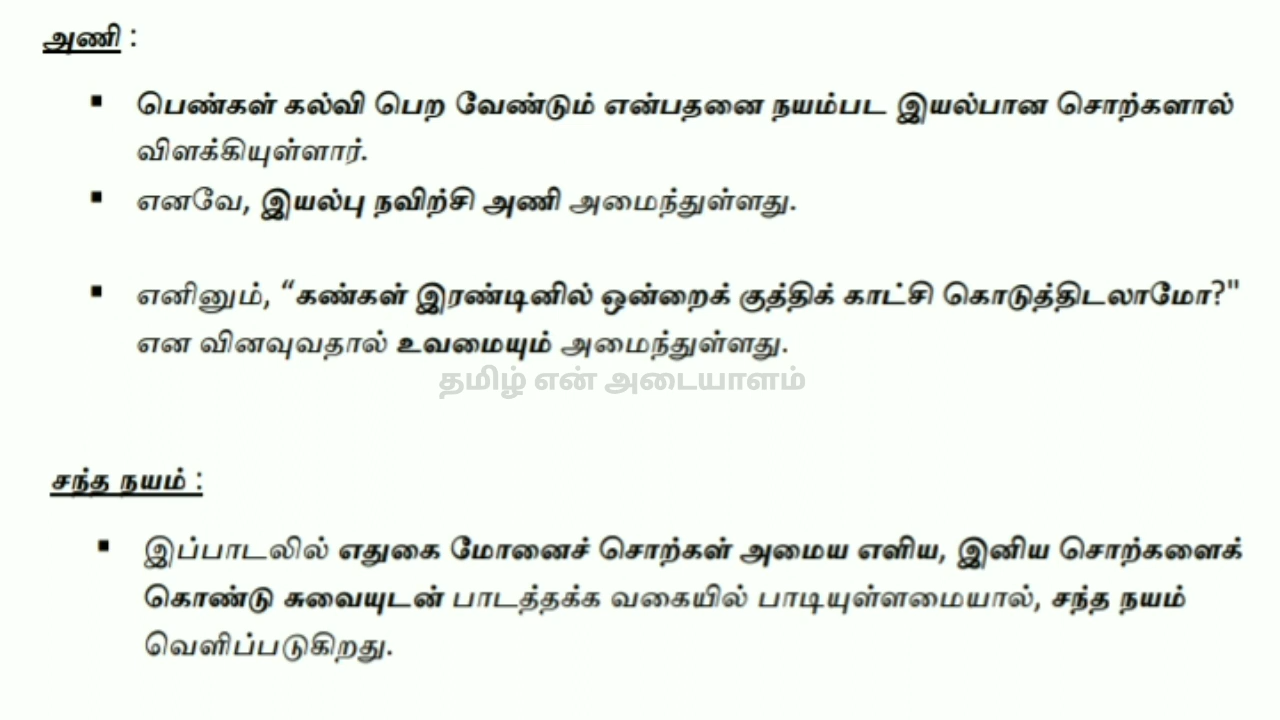 அணி :
▪ பெண்கள் கல்வி பெற வேண்டும் என்பதனை நயம்பட இயல்பான சொற்களால்
விளக்கியுள்ளார்.
▪ எனவே, இயல்பு நவிற்சி அணி அமைந்துள்ளது.
▪ எனினும், “கண்கள் இரண்டினில் ஒன்றைக் குத்திக் காட்சி கொடுத்திடலாமோ?"
என வினவுவதால் உவமையும் அமைந்துள்ளது.
தமிழ் என் அடையாளம்
சந்த நயம் :
▪ இப்பாடலில் எதுகை மோனைச் சொற்கள் அமைய எளிய, இனிய சொற்களைக்
கொண்டு சுவையுடன் பாடத்தக்க வகையில் பாடியுள்ளமையால், சந்த நயம்
வெளிப்படுகிறது.